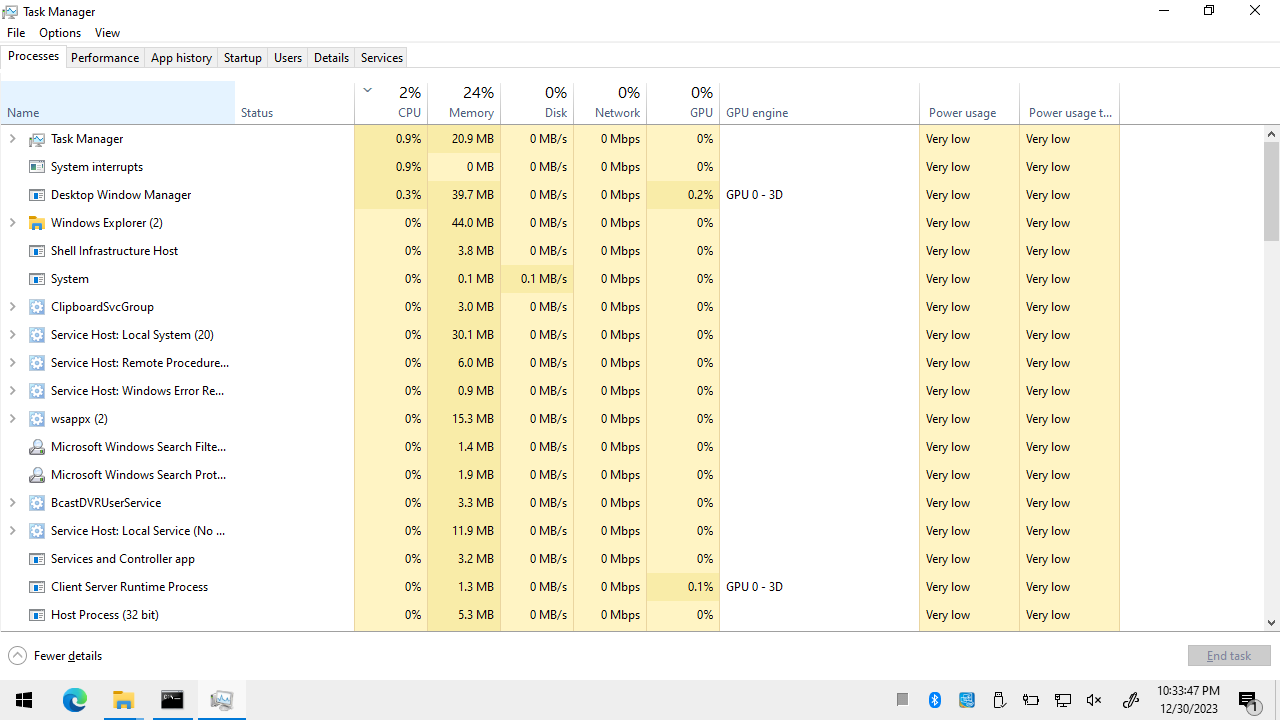 Task Manager
File Options View
Processes Performance App history Startup Users Details Services
2% 24% 0% 0% 0%
Name Status CPU Memory Disk Network GPU GPU engine Power usage Power usage t...
Task Manager 0.9% 20.9 MB 0 MB/s 0 Mbps 0% Very low Very low
System interrupts 0.9% 0 MB 0 MB/s 0 Mbps 0% Very low Very low
Desktop Window Manager 0.3% 39.7 MB 0 MB/s 0 Mbps 0.2% GPU 0 - 3D Very low Very low
Windows Explorer (2) 0% 44.0 MB 0 MB/s 0 Mbps 0% Very low Very low
Shell Infrastructure Host 0% 3.8 MB 0 MB/s 0 Mbps 0% Very low Very low
System 0% 0.1 MB 0.1 MB/s 0 Mbps 0% Very low Very low
ClipboardSvcGroup 0% 3.0 MB 0 MB/s 0 Mbps 0% Very low Very low
Service Host: Local System (20) 0% 30.1 MB 0 MB/s 0 Mbps 0% Very low Very low
Service Host: Remote Procedure... 0% 6.0 MB 0 MB/s 0 Mbps 0% Very low Very low
Service Host: Windows Error Re... 0% 0.9 MB 0 MB/s 0 Mbps 0% Very low Very low
wsappx (2) 0% 15.3 MB 0 MB/s 0 Mbps 0% Very low Very low
Microsoft Windows Search Filte... 0% 1.4 MB 0 MB/s 0 Mbps 0% Very low Very low
Microsoft Windows Search Prot... 0% 1.9 MB 0 MB/s 0 Mbps 0% Very low Very low
BcastDVRUserService 0% 3.3 MB 0 MB/s 0 Mbps 0% Very low Very low
Service Host: Local Service (No ... 0% 11.9 MB 0 MB/s 0 Mbps 0% Very low Very low
Services and Controller app 0% 3.2 MB 0 MB/s 0 Mbps 0% Very low Very low
Client Server Runtime Process 0% 1.3 MB 0 MB/s 0 Mbps 0.1% GPU 0 - 3D Very low Very low
Host Process (32 bit) 0% 5.3 MB 0 MB/s 0 Mbps 0% Very low Very low
Fewer details End task
10:33:47 PM
12/30/2023
1